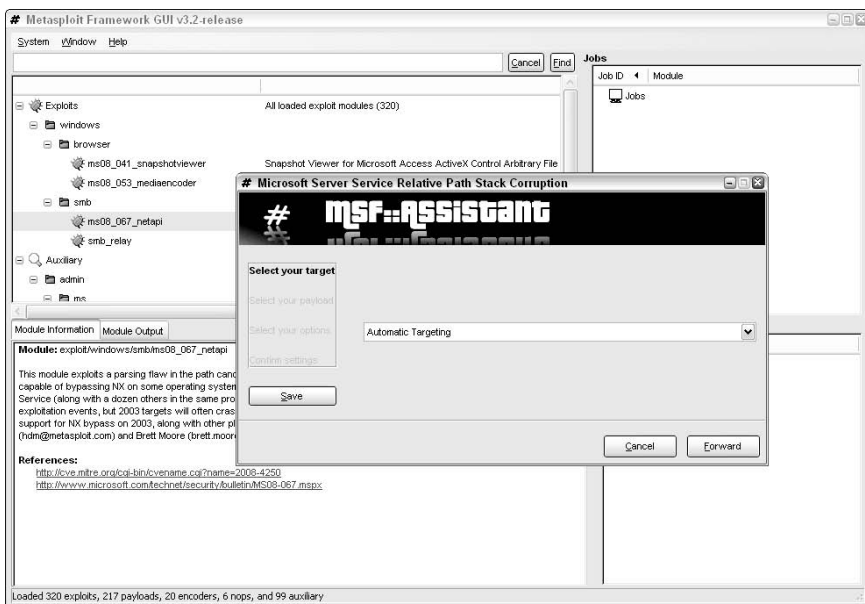 # Metasploit Framework GUI v3.2-release
System Window Help
Cancel Find
Jobs
Job ID Module
Jobs
Exploits All loaded exploit modules (320)
windows
browser
ms08_041_snapshotviewer Snapshot Viewer for Microsoft Access ActiveX Control Arbitrary File
ms08_053_mediaencoder
smb
ms08_067_netapi
smb_relay
Auxiliary
admin
ms
# Microsoft Server Service Relative Path Stack Corruption
# MSF::Assistant
Select your target
Select your payload
Select your options
Confirm settings
Automatic Targeting
Save
Cancel Forward
Module Information Module Output
Module: exploit/windows/smb/ms08_067_netapi
This module exploits a parsing flaw in the path
capable of bypassing NX on some operating
Service (along with a dozen others in the same
exploitation events, but 2003 targets will often
support for NX bypass on 2003, along with other
(hdm@metasploit.com) and Brett Moore
References:
http://cve.mitre.org/cgi-bin/cvename.cgi?name=2008-4250
http://www.microsoft.com/technet/security/bulletin/MS08-067.mspx
Loaded 320 exploits, 217 payloads, 20 encoders, 6 nops, and 99 auxiliary